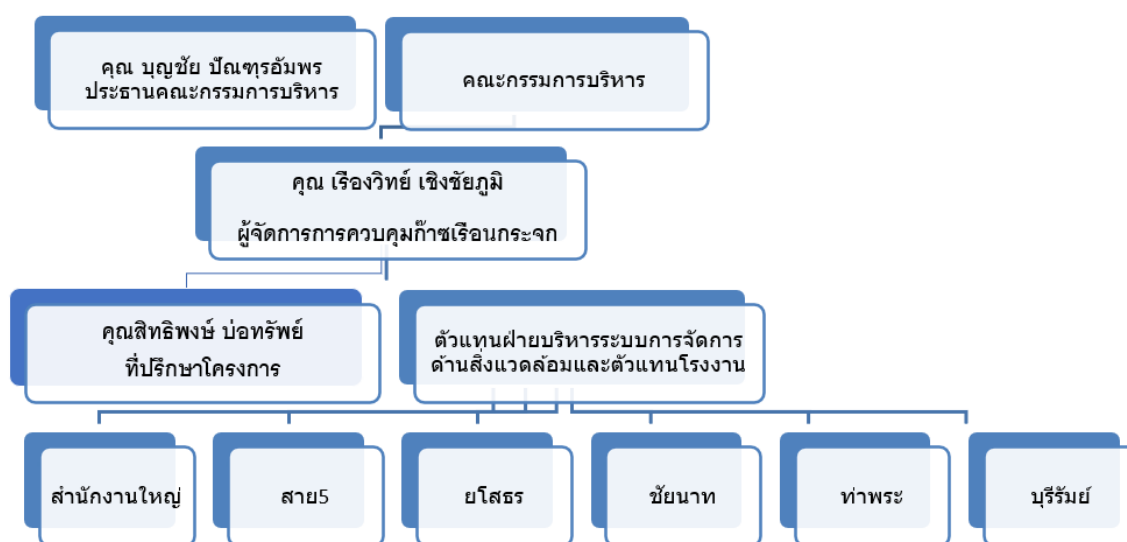 คุณ บุญชัย ปัณฑุรอัมพร
ประธานคณะกรรมการบริหาร
คณะกรรมการบริหาร
คุณ เรืองวิทย์ เชิงชัยภูมิ
ผู้จัดการการควบคุมก๊าซเรือนกระจก
คุณสิทธิพงษ์ บ่อทรัพย์
ที่ปรึกษาโครงการ
ตัวแทนฝ่ายบริหารระบบการจัดการ
ด้านสิ่งแวดล้อมและตัวแทนโรงงาน
สำนักงานใหญ่
สาย5
ยโสธร
ชัยนาท
ท่าพระ
บุรีรัมย์